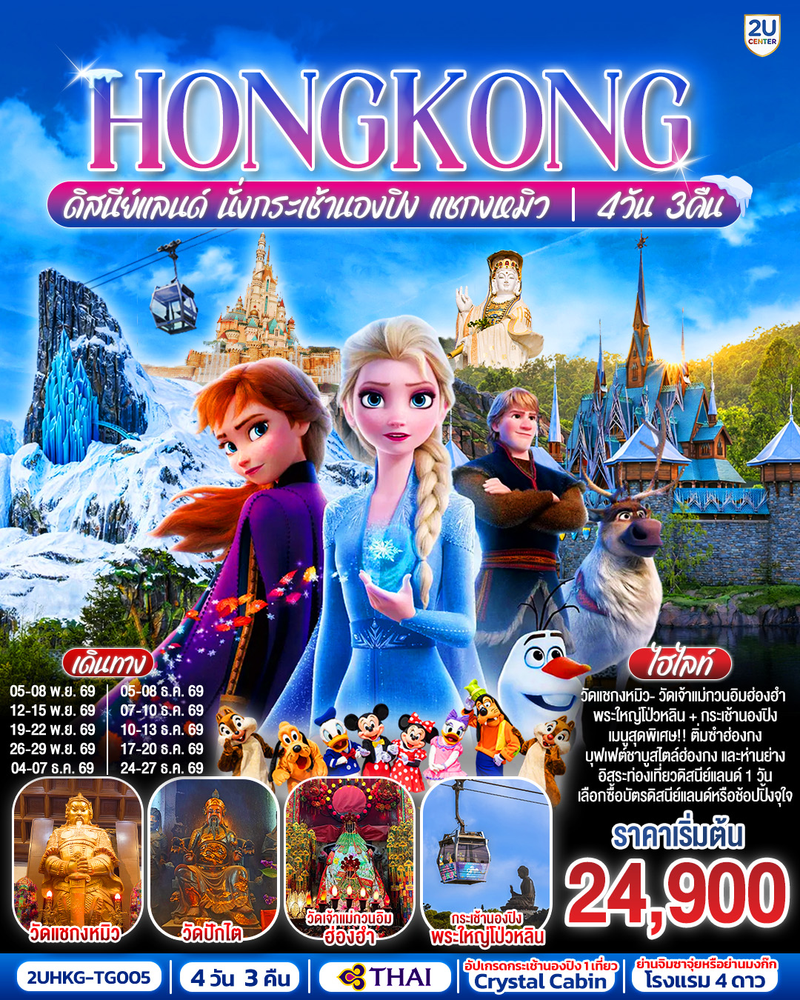 2U
CENTER
HONGKONG
ดิสนีย์แลนด์ นั่งกระเช้านองปิง แชกงหมิว | 4วัน 3คืน
เดินทาง
05-08 พ.ย. 69 | 05-08 ธ.ค. 69
12-15 พ.ย. 69 | 07-10 ธ.ค. 69
19-22 พ.ย. 69 | 10-13 ธ.ค. 69
26-29 พ.ย. 69 | 17-20 ธ.ค. 69
04-07 ธ.ค. 69 | 24-27 ธ.ค. 69
ไฮไลท์
วัดแชกงหมิว- วัดเจ้าแม่กวนอิมฮ่องฮำ
พระใหญ่โป่วหลิน + กระเช้านองปิง
เมนูสุดพิเศษ!! ติ่มซำฮ่องกง
บุฟเฟต์ชาบูสไตล์ฮ่องกง และห่านย่าง
อิสระท่องเที่ยวดิสนีย์แลนด์ 1 วัน
เลือกซื้อบัตรดิสนีย์แลนด์หรือช้อปปิ้งจุใจ
ราคาเริ่มต้น
24,900
วัดแชกงหมิว
วัดปักไต
วัดเจ้าแม่กวนอิม
ฮ่องฮำ
กระเช้านองปิง
พระใหญ่โป่วหลิน
2UHKG-TG005
4 วัน 3 คืน
THAI
อัปเกรดกระเช้านองปิง 1 เที่ยว
Crystal Cabin
ย่านจิมซาจุ่ยหรือย่านมงก๊ก
โรงแรม 4 ดาว